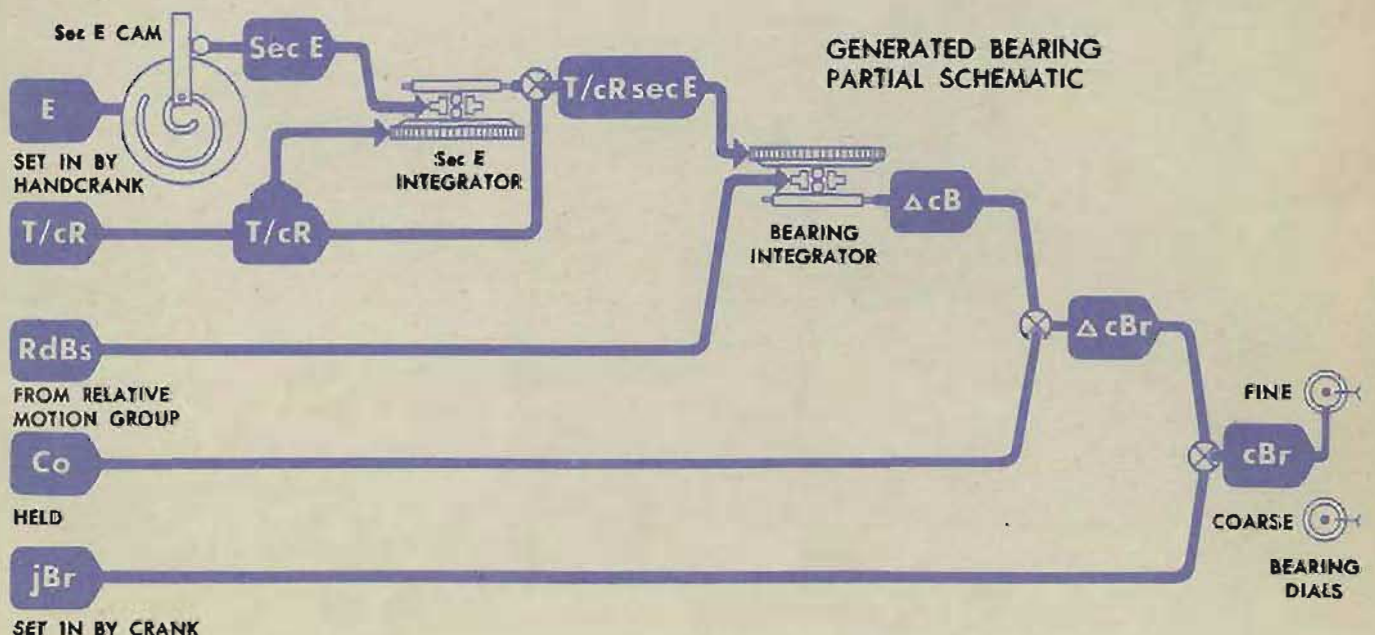 GENERATED BEARING
PARTIAL SCHEMATIC
Sec E CAM
Sec E
T/cR sec E
E
SET IN BY
HANDCRANK
Sec E
INTEGRATOR
T/cR
T/cR
BEARING
INTEGRATOR
ΔcB
RdBs
FROM RELATIVE
MOTION GROUP
ΔcBr
FINE
Co
HELD
cBr
COARSE
BEARING
DIALS
jBr
SET IN BY CRANK